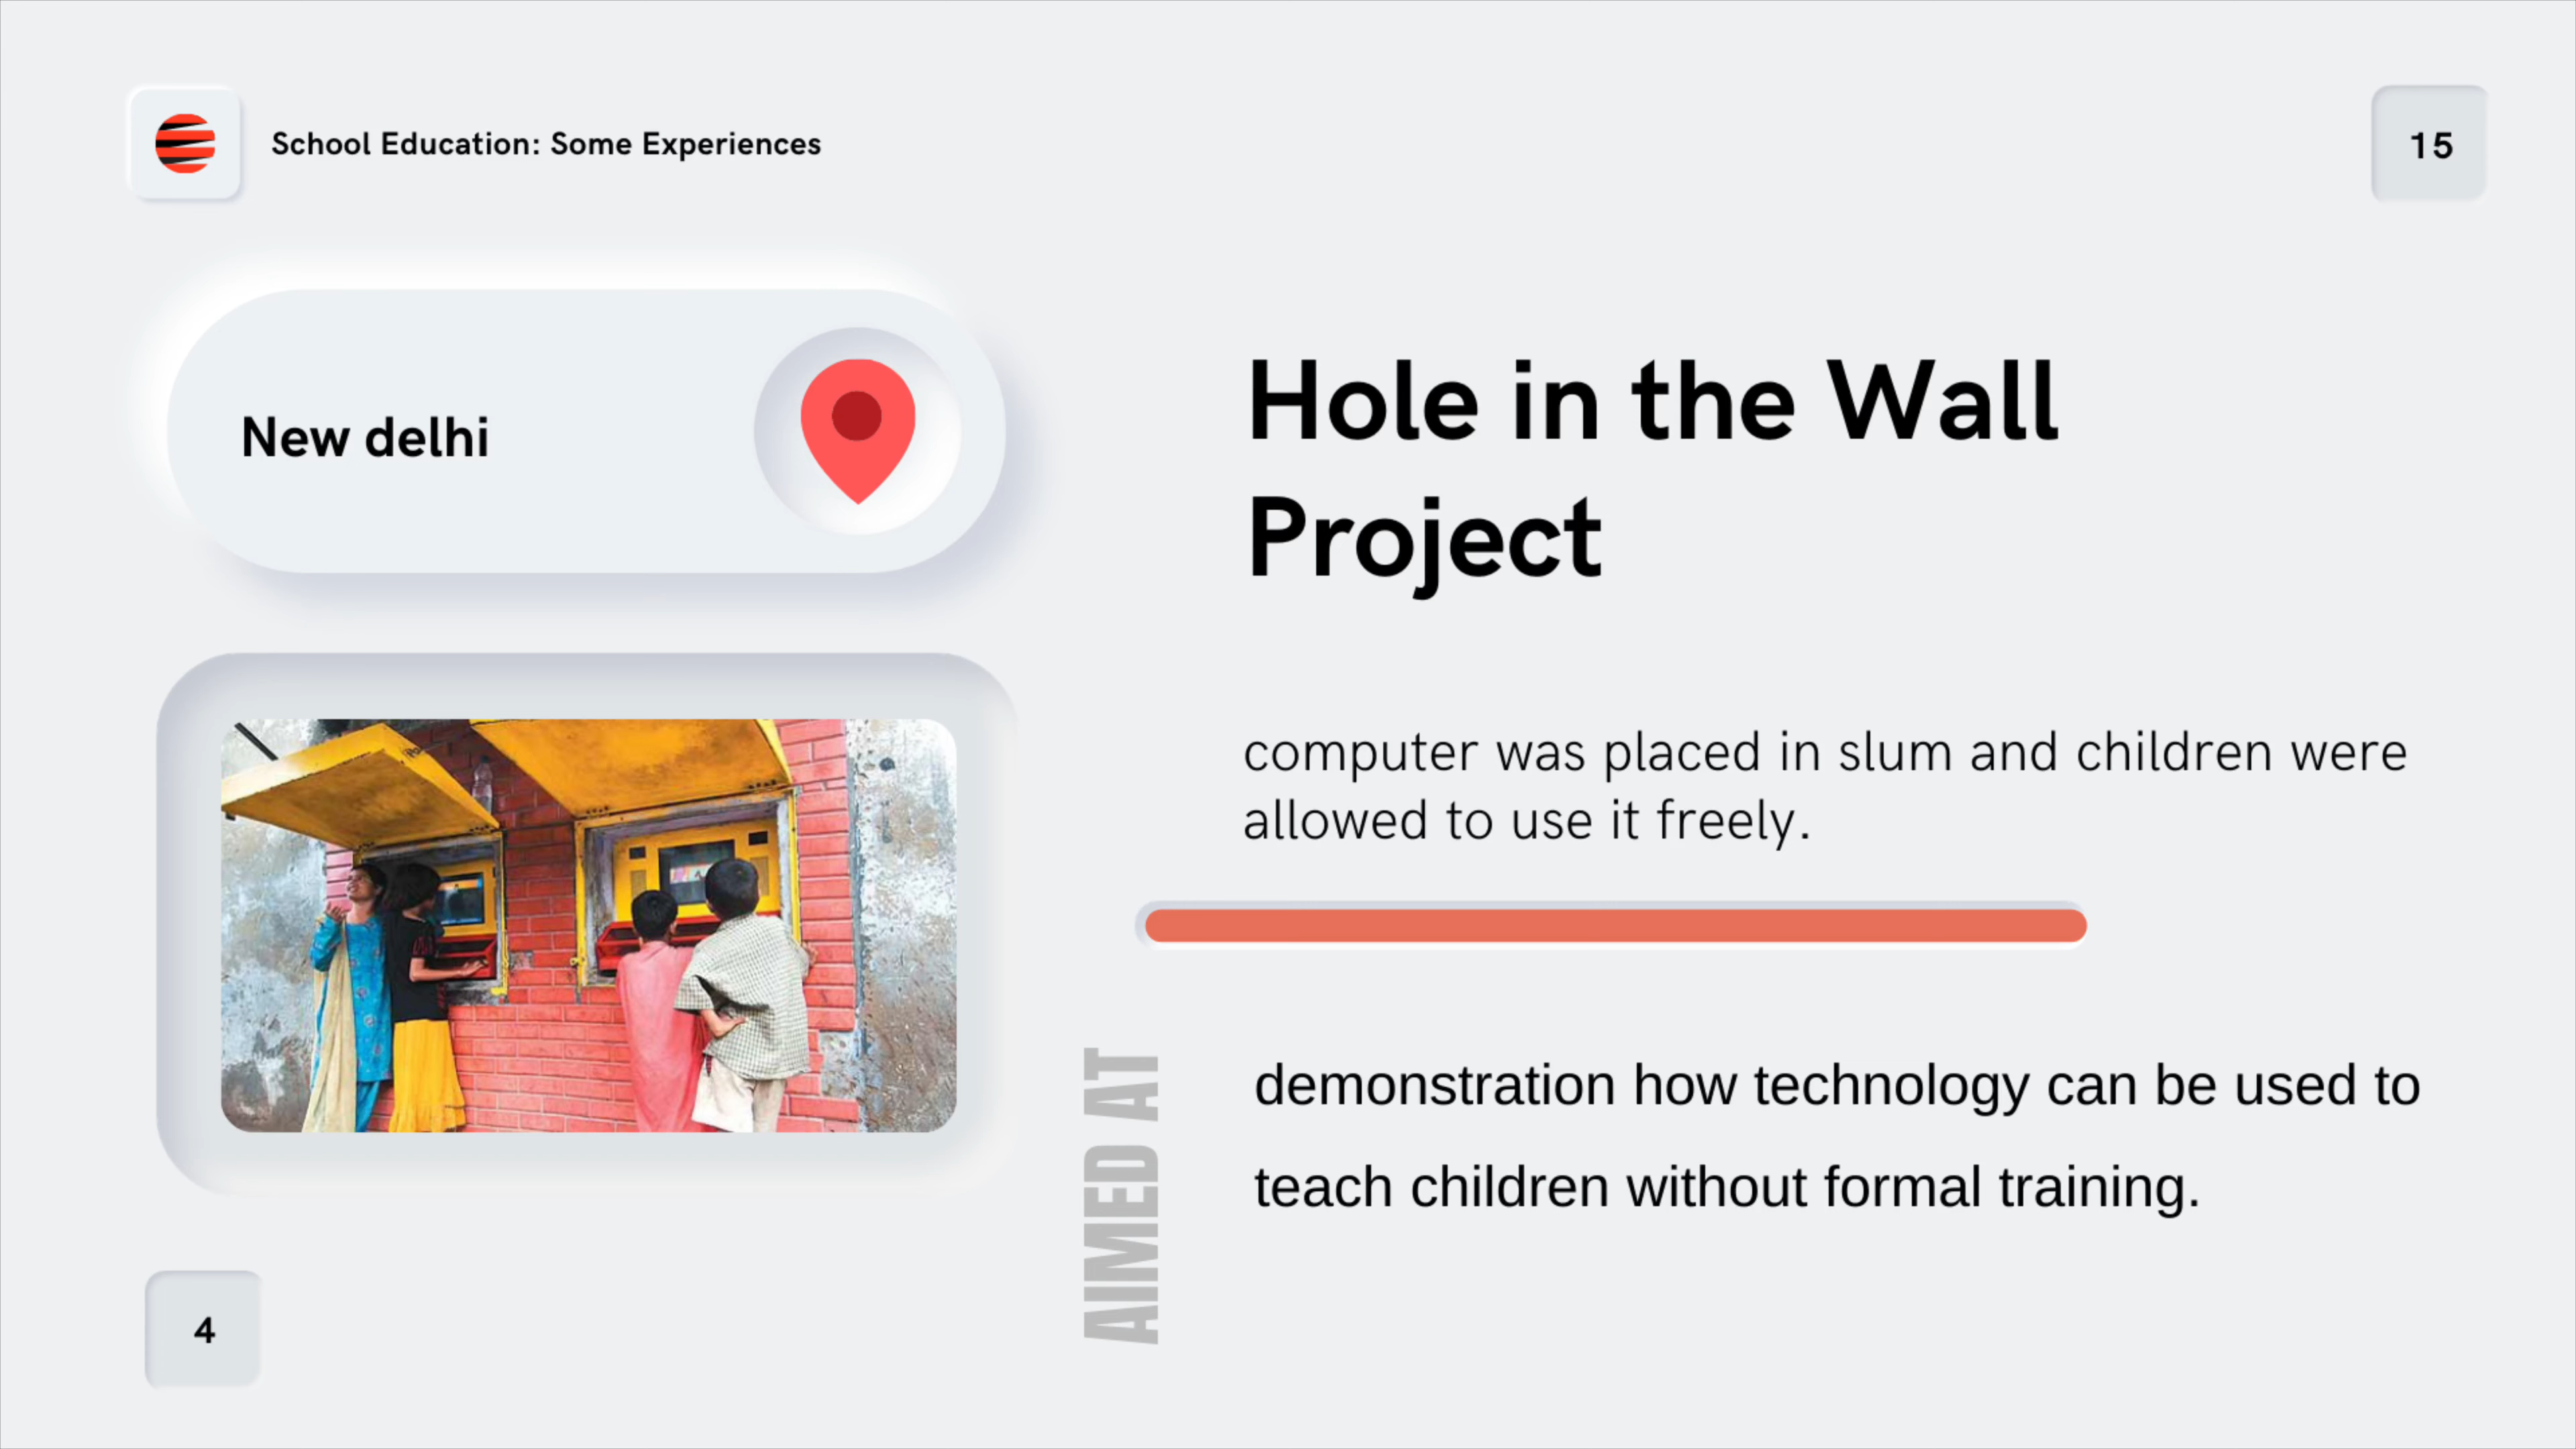 School Education: Some Experiences
15
New delhi
Hole in the Wall
Project
computer was placed in slum and children were
allowed to use it freely.
AIMED AT
demonstration how technology can be used to
teach children without formal training.
4